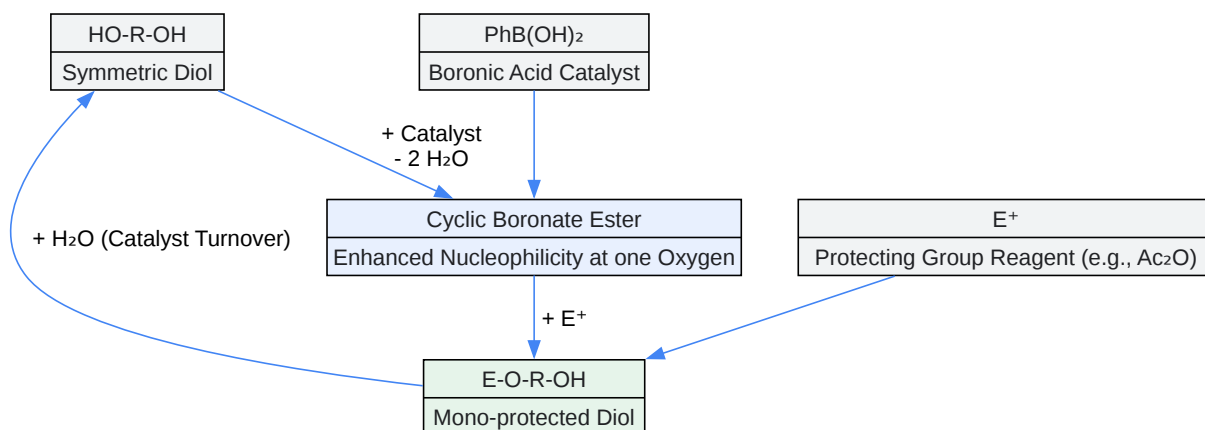 HO-R-OH
Symmetric Diol
PhB(OH)₂
Boronic Acid Catalyst
+ Catalyst
- 2 H₂O
Cyclic Boronate Ester
Enhanced Nucleophilicity at one Oxygen
E⁺
Protecting Group Reagent (e.g., Ac₂O)
+ H₂O (Catalyst Turnover)
+ E⁺
E-O-R-OH
Mono-protected Diol